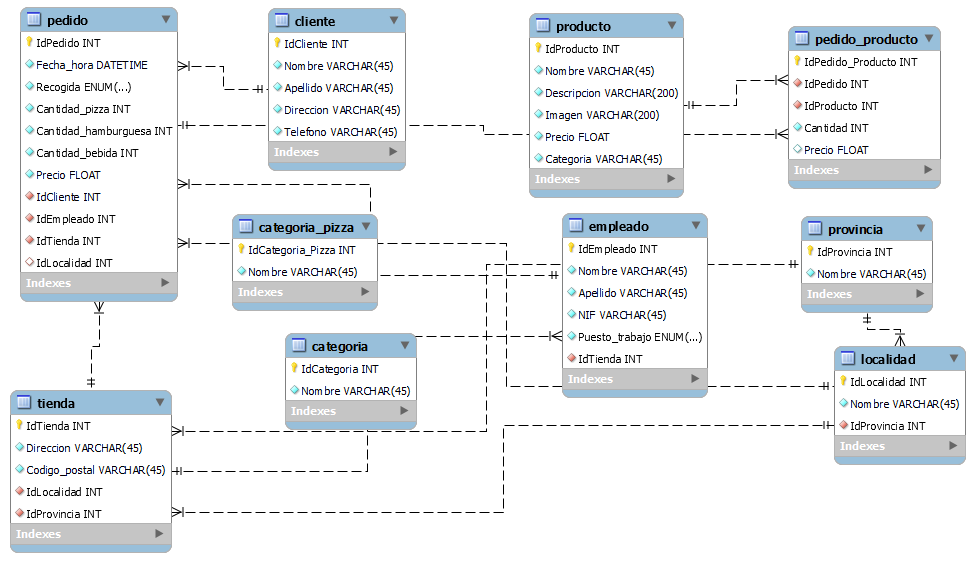 pedido
IdPedido INT
Fecha_hora DATETIME
Recogida ENUM(...)
Cantidad_pizza INT
Cantidad_hamburguesa INT
Cantidad_bebida INT
Precio FLOAT
IdCliente INT
IdEmpleado INT
IdTienda INT
IdLocalidad INT
Indexes
cliente
IdCliente INT
Nombre VARCHAR(45)
Apellido VARCHAR(45)
Direccion VARCHAR(45)
Telefono VARCHAR(45)
Indexes
producto
IdProducto INT
Nombre VARCHAR(45)
Descripcion VARCHAR(200)
Imagen VARCHAR(200)
Precio FLOAT
Categoria VARCHAR(45)
Indexes
pedido_producto
IdPedido_Producto INT
IdPedido INT
IdProducto INT
Cantidad INT
Precio FLOAT
Indexes
categoria_pizza
IdCategoria_Pizza INT
Nombre VARCHAR(45)
Indexes
empleado
IdEmpleado INT
Nombre VARCHAR(45)
Apellido VARCHAR(45)
NIF VARCHAR(45)
Puesto_trabajo ENUM(...)
IdTienda INT
Indexes
provincia
IdProvincia INT
Nombre VARCHAR(45)
Indexes
categoria
IdCategoria INT
Nombre VARCHAR(45)
Indexes
localidad
IdLocalidad INT
Nombre VARCHAR(45)
IdProvincia INT
Indexes
tienda
IdTienda INT
Direccion VARCHAR(45)
Codigo_postal VARCHAR(45)
IdLocalidad INT
IdProvincia INT
Indexes